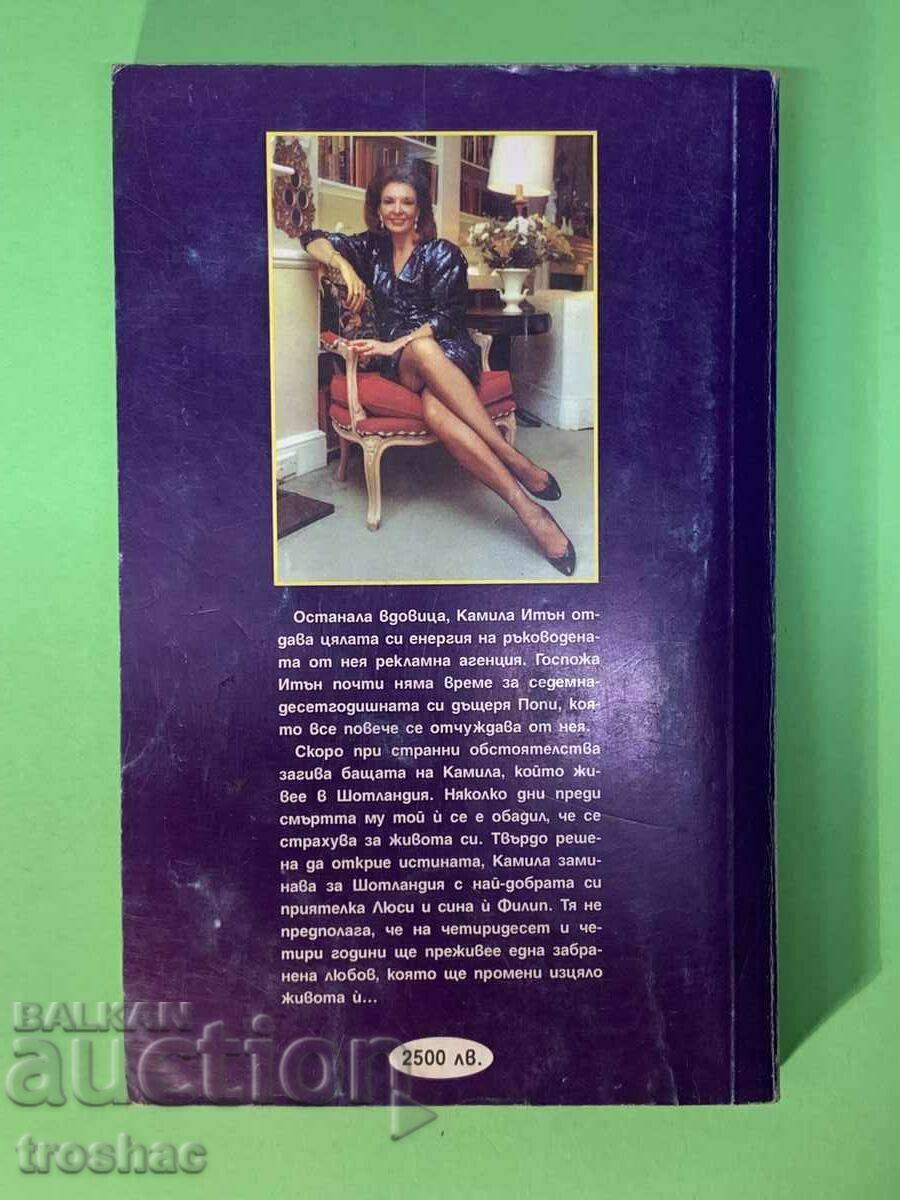 Останала вдовица, Камила Итън от-
дава цялата си енергия на ръководена-
та от нея рекламна агенция. Госпожа
Итън почти няма време за седемна-
десетгодишната си дъщеря Попи, коя-
то все повече се отчуждава от нея.
Скоро при странни обстоятелства
загива бащата на Камила, който жи-
вее в Шотландия. Няколко дни преди
смъртта му той ѝ се е обадил, че се
страхува за живота си. Твърдо реше-
на да открие истината, Камила зами-
нава за Шотландия с най-добрата си
приятелка Люси и сина ѝ Филип. Тя не
предполага, че на четиридесет и че-
тири години ще преживее една забра-
нена любов, която ще промени изцяло
живота ѝ...
2500 лв.
BALKAN
auction
troshac